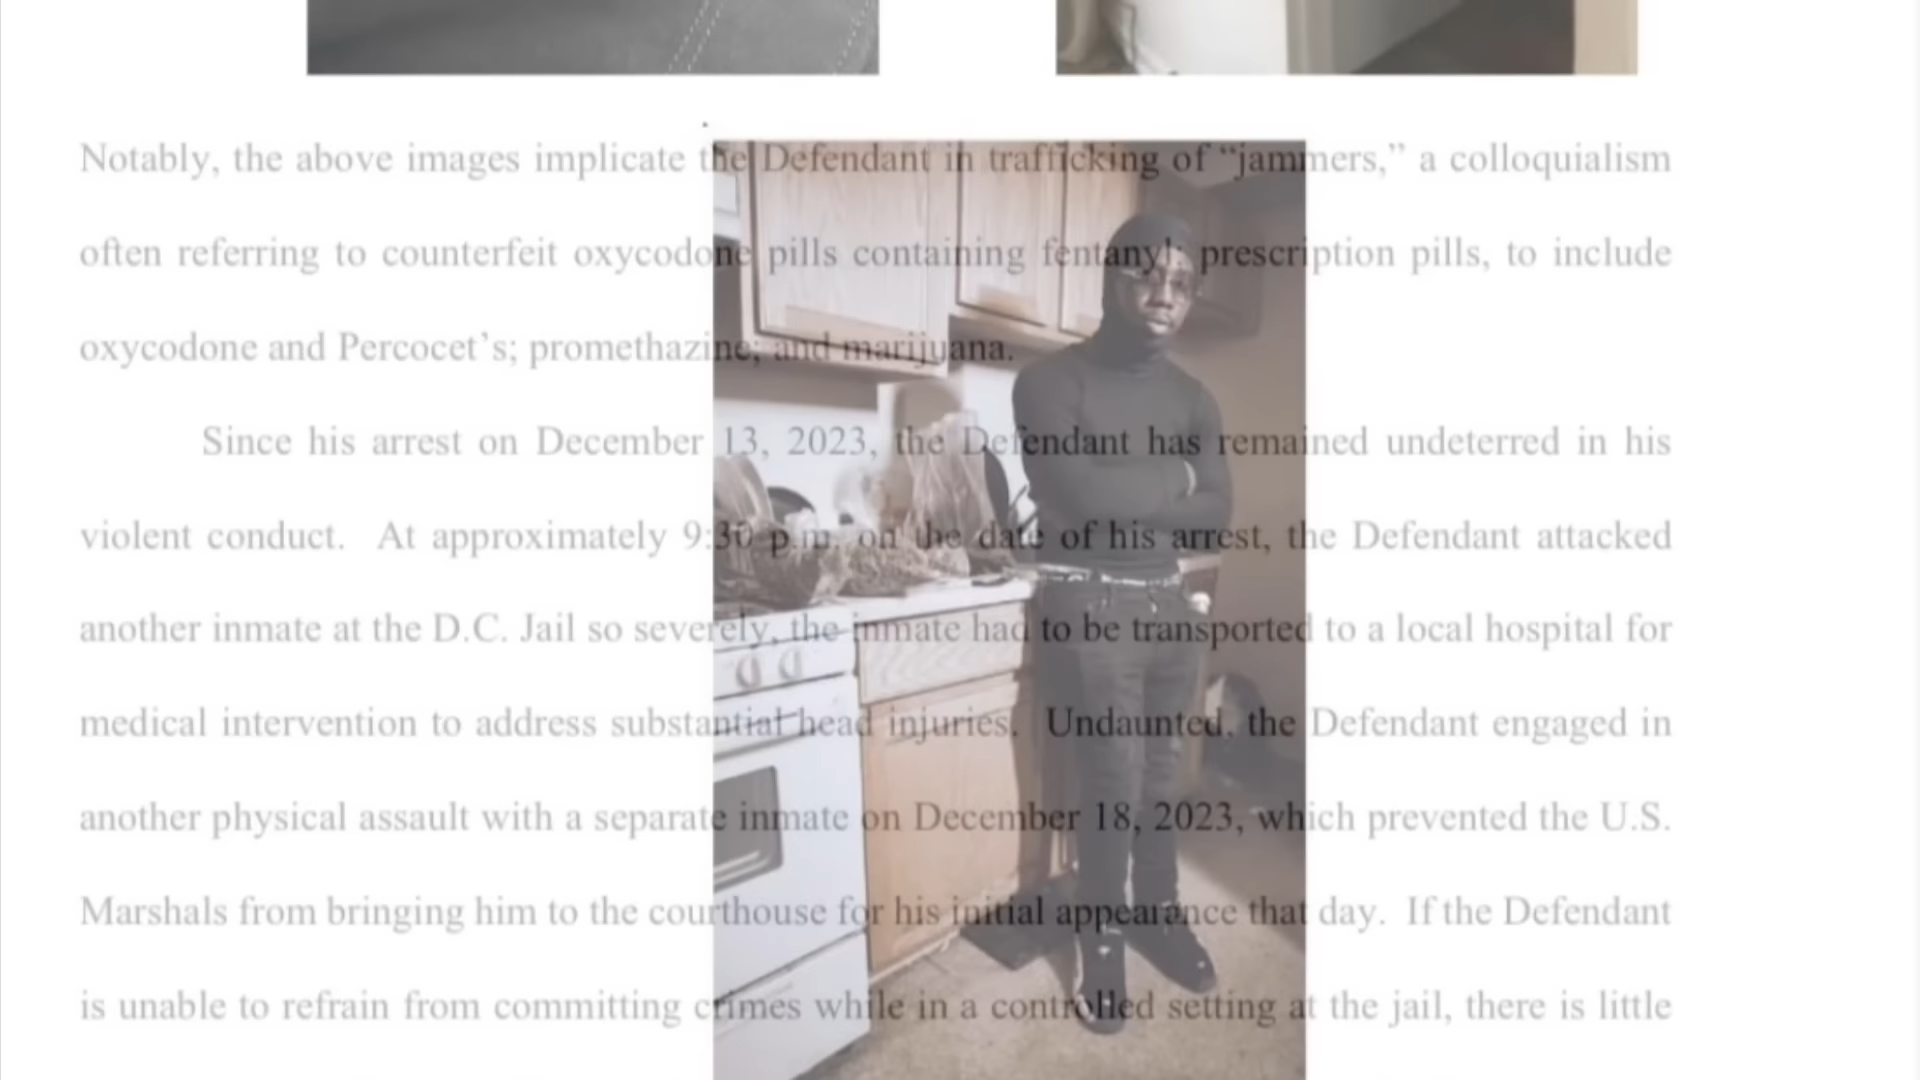 Notably, the above images implicate the Defendant in trafficking of “jammers,” a colloquialism
often referring to counterfeit oxycodone pills containing fentanyl; prescription pills, to include
oxycodone and Percocet’s; promethazine; and marijuana.
Since his arrest on December 13, 2023, the Defendant has remained undeterred in his
violent conduct. At approximately 9:30 p.m. on the date of his arrest, the Defendant attacked
another inmate at the D.C. Jail so severely, the inmate had to be transported to a local hospital for
medical intervention to address substantial head injuries. Undaunted, the Defendant engaged in
another physical assault with a separate inmate on December 18, 2023, which prevented the U.S.
Marshals from bringing him to the courthouse for his initial appearance that day. If the Defendant
is unable to refrain from committing crimes while in a controlled setting at the jail, there is little